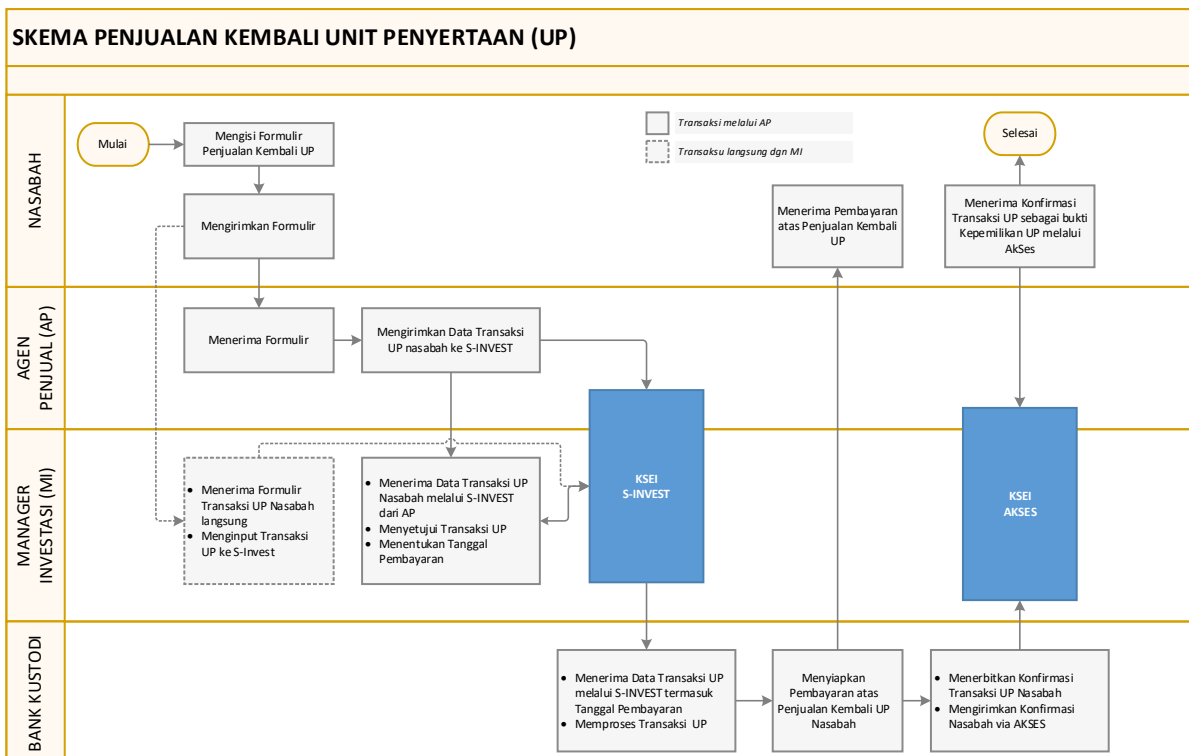 SKEMA PENJUALAN KEMBALI UNIT PENYERTAAN (UP)
NASABAH
Mulai
Mengisi Formulir
Penjualan Kembali UP
Transaksi melalui AP
Transaksu langsung dgn MI
Selesai
Mengirimkan Formulir
Menerima Pembayaran
atas Penjualan Kembali
UP
Menerima Konfirmasi
Transaksi UP sebagai bukti
Kepemilikan UP melalui
AkSes
AGEN
PENJUAL (AP)
Menerima Formulir
Mengirimkan Data Transaksi
UP nasabah ke S-INVEST
MANAGER
INVESTASI (MI)
• Menerima Formulir
Transaksi UP Nasabah
langsung
• Menginput Transaksi
UP ke S-Invest
• Menerima Data Transaksi UP
Nasabah melalui S-INVEST
dari AP
• Menyetujui Transaksi UP
• Menentukan Tanggal
Pembayaran
KSEI
S-INVEST
KSEI
AKSES
BANK KUSTODI
• Menerima Data Transaksi UP
melalui S-INVEST termasuk
Tanggal Pembayaran
• Memproses Transaksi UP
Menyiapkan
Pembayaran atas
Penjualan Kembali UP
Nasabah
• Menerbitkan Konfirmasi
Transaksi UP Nasabah
• Mengirimkan Konfirmasi
Nasabah via AKSES